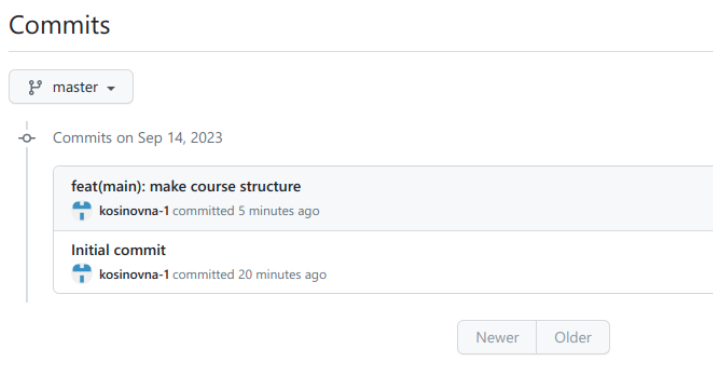 Commits
master
Commits on Sep 14, 2023
feat(main): make course structure
kosinovna-1 committed 5 minutes ago
Initial commit
kosinovna-1 committed 20 minutes ago
Newer Older